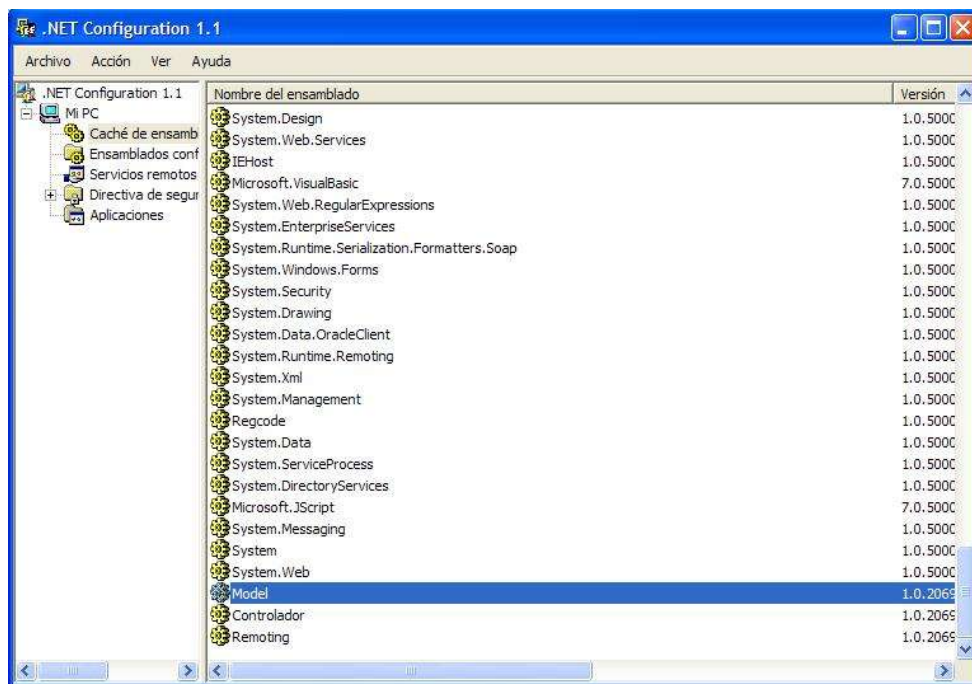 .NET Configuration 1.1
Archivo Acción Ver Ayuda
.NET Configuration 1.1
Mi PC
Caché de ensamb
Ensamblados conf
Servicios remotos
Directiva de segur
Aplicaciones
Nombre del ensamblado Versión
System.Design 1.0.5000
System.Web.Services 1.0.5000
IEHost 1.0.5000
Microsoft.VisualBasic 7.0.5000
System.Web.RegularExpressions 1.0.5000
System.EnterpriseServices 1.0.5000
System.Runtime.Serialization.Formatters.Soap 1.0.5000
System.Windows.Forms 1.0.5000
System.Security 1.0.5000
System.Drawing 1.0.5000
System.Data.OracleClient 1.0.5000
System.Runtime.Remoting 1.0.5000
System.Xml 1.0.5000
System.Management 1.0.5000
Regcode 1.0.5000
System.Data 1.0.5000
System.ServiceProcess 1.0.5000
System.DirectoryServices 1.0.5000
Microsoft.JScript 7.0.5000
System.Messaging 1.0.5000
System 1.0.5000
System.Web 1.0.5000
Model 1.0.2069
Controlador 1.0.2069
Remoting 1.0.2069